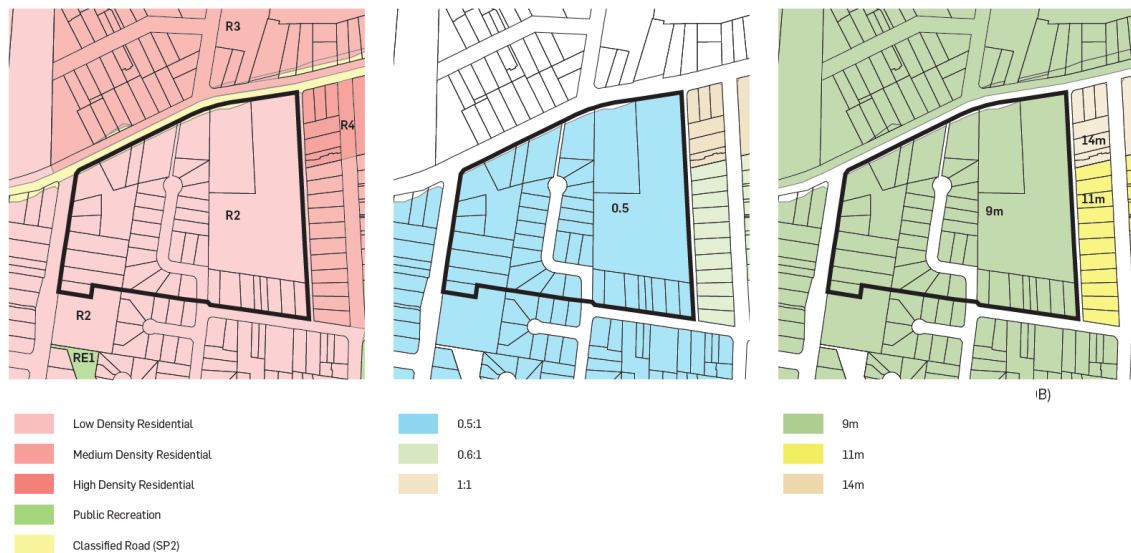 R3
R4
R2
R2
RE1
0.5
14m
11m
9m
B)
Low Density Residential
Medium Density Residential
High Density Residential
Public Recreation
Classified Road (SP2)
0.5:1
0.6:1
1:1
9m
11m
14m